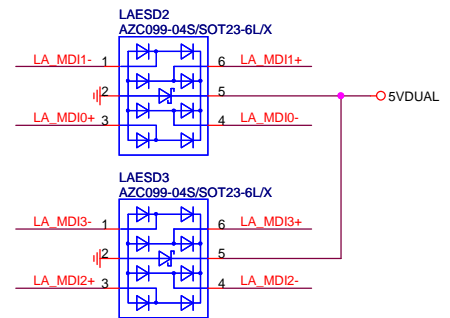 LAESD2
AZC099-04S/SOT23-6L/X
LA_MDI1- 1 6 LA_MDI1+
2 5 5VDUAL
LA_MDI0+ 3 4 LA_MDI0-
LAESD3
AZC099-04S/SOT23-6L/X
LA_MDI3- 1 6 LA_MDI3+
2 5
LA_MDI2+ 3 4 LA_MDI2-